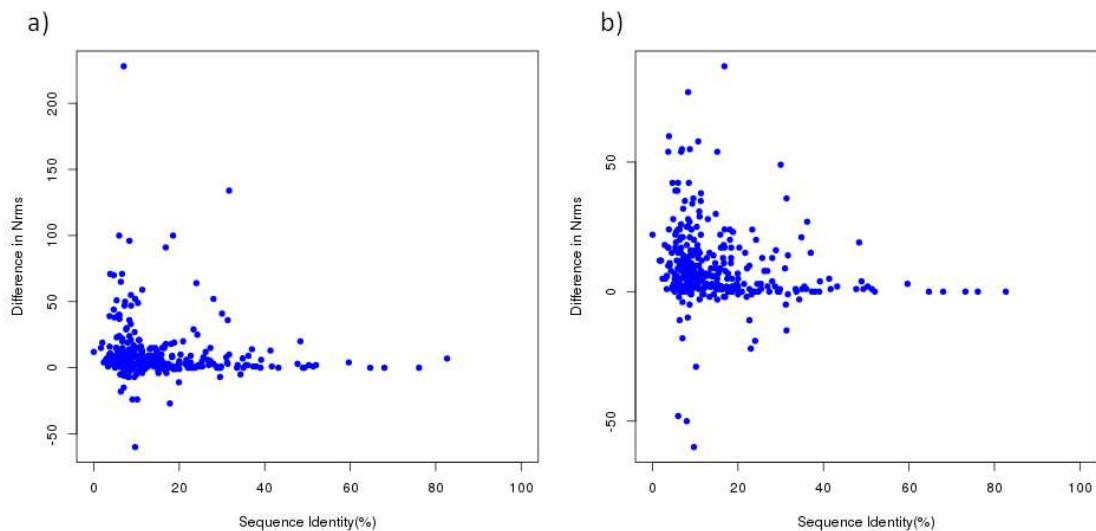 a)
Difference in Nrms
200
150
100
50
0
-50
0 20 40 60 80 100
Sequence Identity(%)
b)
Difference in Nrms
50
0
-50
0 20 40 60 80 100
Sequence Identity(%)